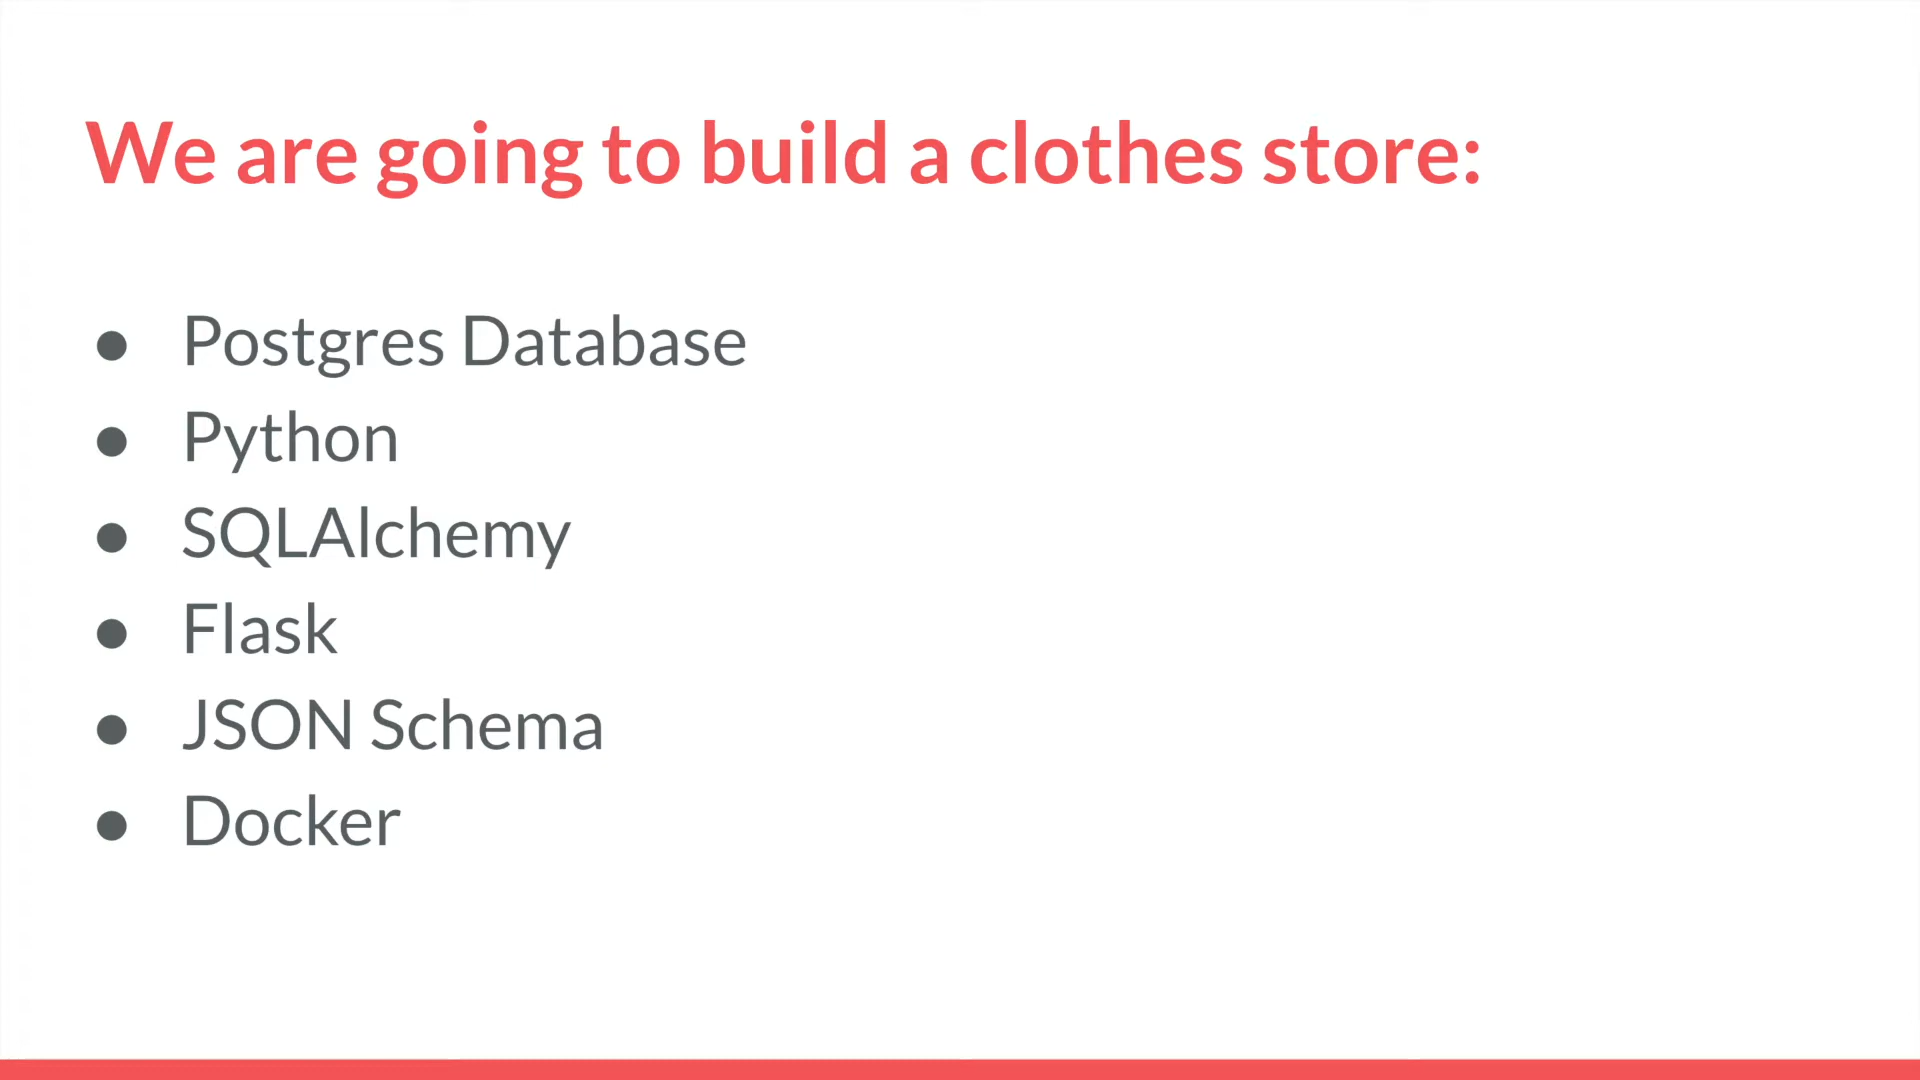 We are going to build a clothes store:
● Postgres Database
● Python
● SQLAlchemy
● Flask
● JSON Schema
● Docker